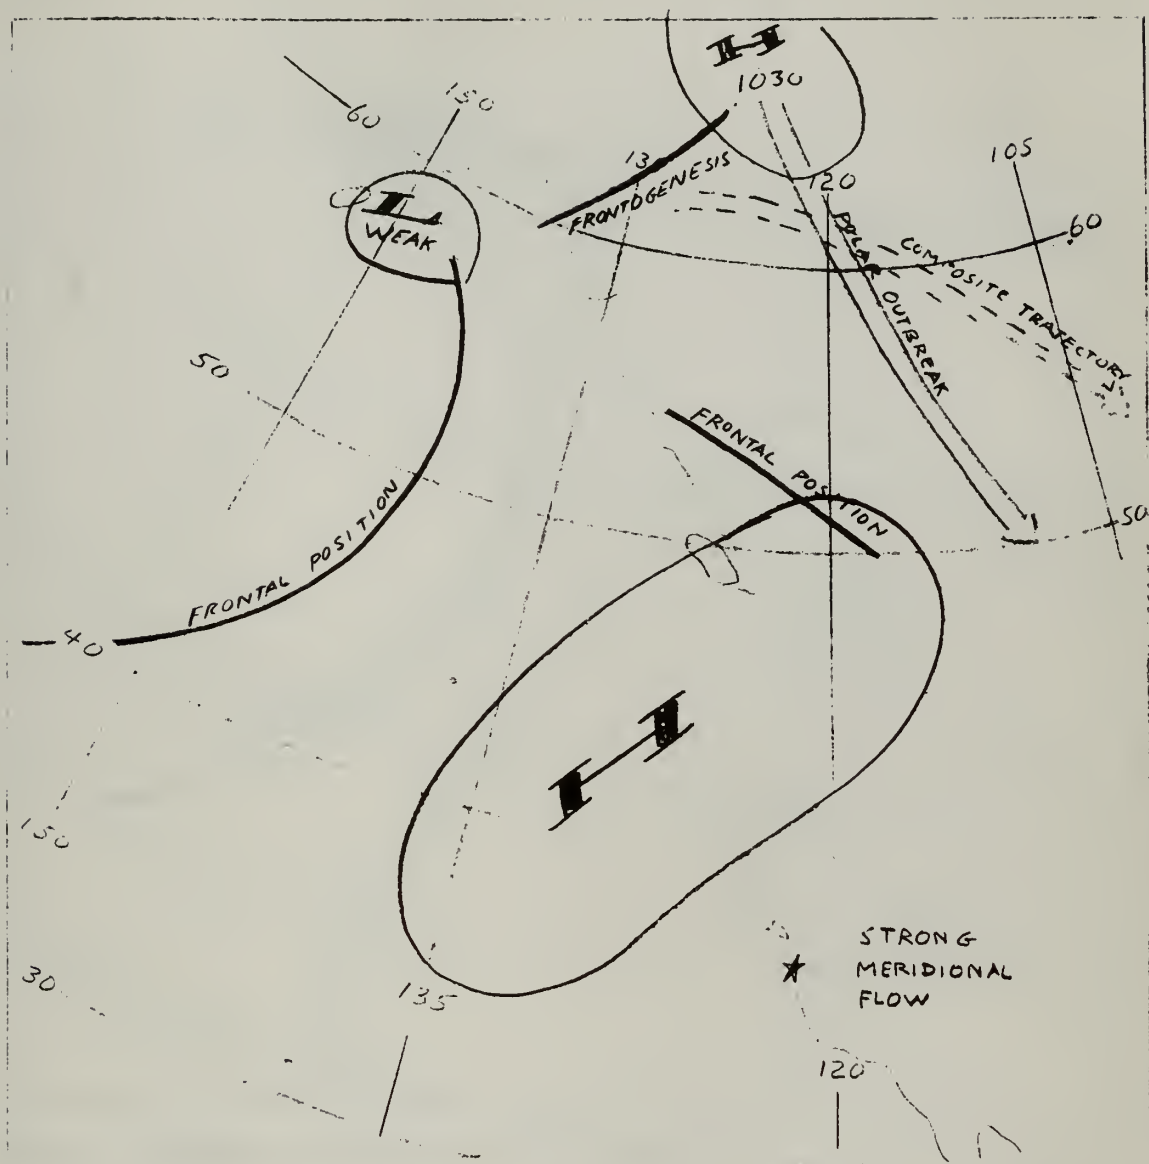 H
1030
150
60
105
13
FRONTOGENESIS
120
L
WEAK
60
POLAR OUTBREAK
COMPOSITE TRAJECTORY
50
FRONTAL POSITION
FRONTAL POSITION
50
40
H
150
30
135
STRONG
MERIDIONAL
FLOW
120